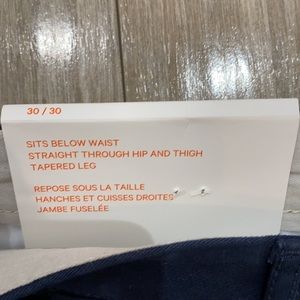 30 / 30
SITS BELOW WAIST
STRAIGHT THROUGH HIP AND THIGH
TAPERED LEG
REPOSE SOUS LA TAILLE
HANCHES ET CUISSES DROITES
JAMBE FUSELÉE